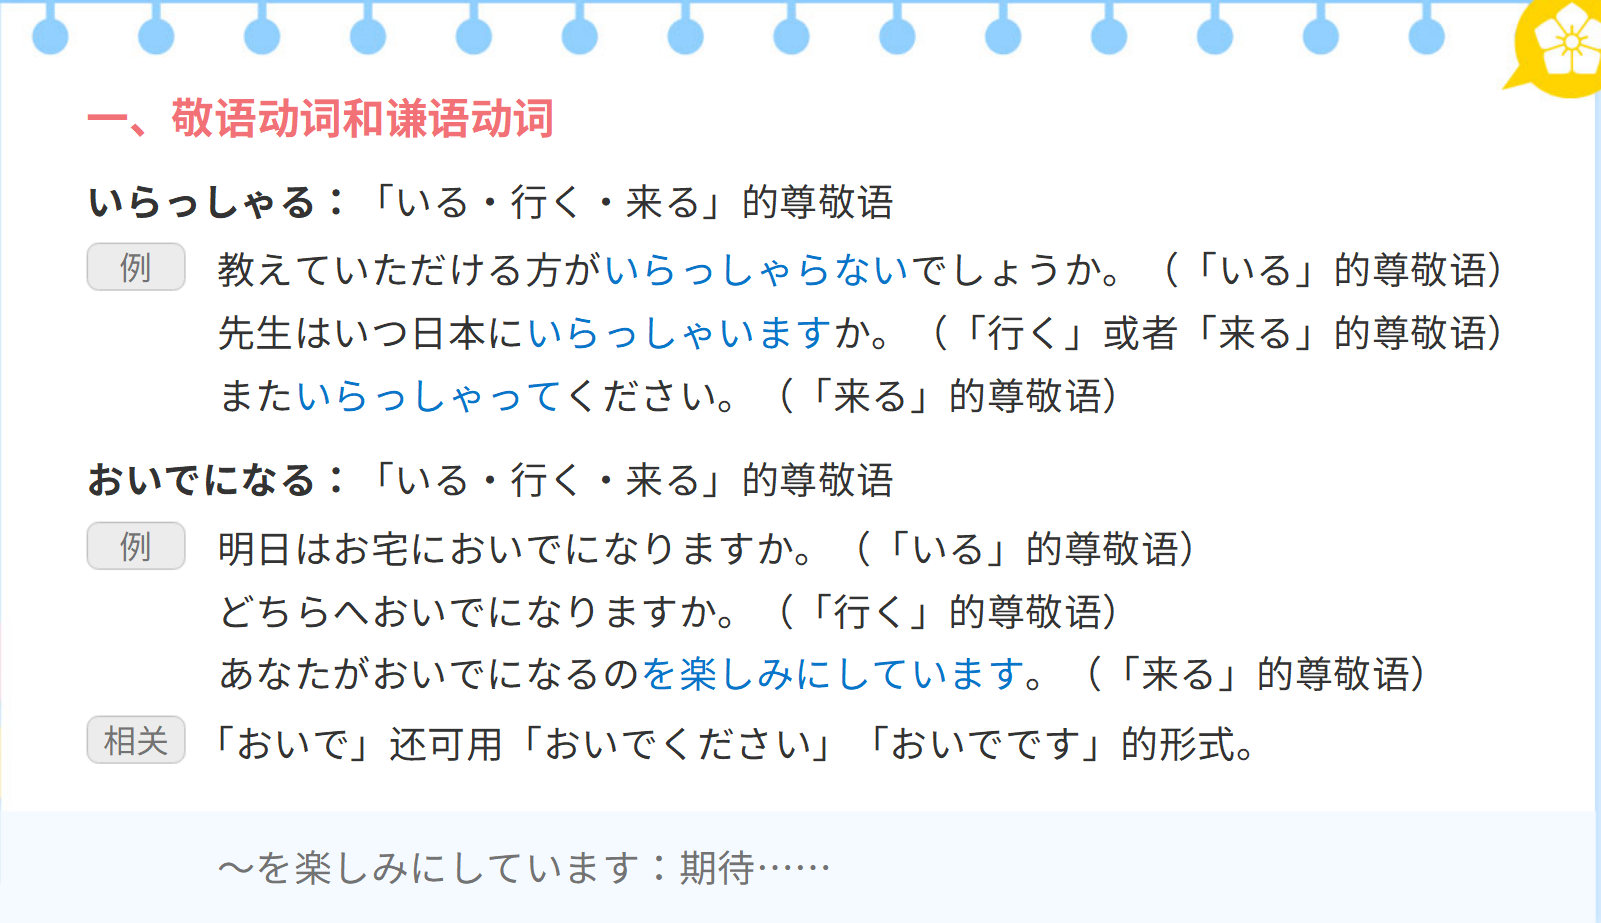 一、敬语动词和谦语动词
いらっしゃる：「いる・行く・来る」的尊敬语
例 教えていただける方がいらっしゃらないでしょうか。（「いる」的尊敬语）
先生はいつ日本にいらっしゃいますか。（「行く」或者「来る」的尊敬语）
またいらっしゃってください。（「来る」的尊敬语）
おいでになる：「いる・行く・来る」的尊敬语
例 明日はお宅においでになりますか。（「いる」的尊敬语）
どちらへおいでになりますか。（「行く」的尊敬语）
あなたがおいでになるのを楽しみにしています。（「来る」的尊敬语）
相关 「おいで」还可用「おいでください」「おいでです」的形式。
～を楽しみにしています：期待……